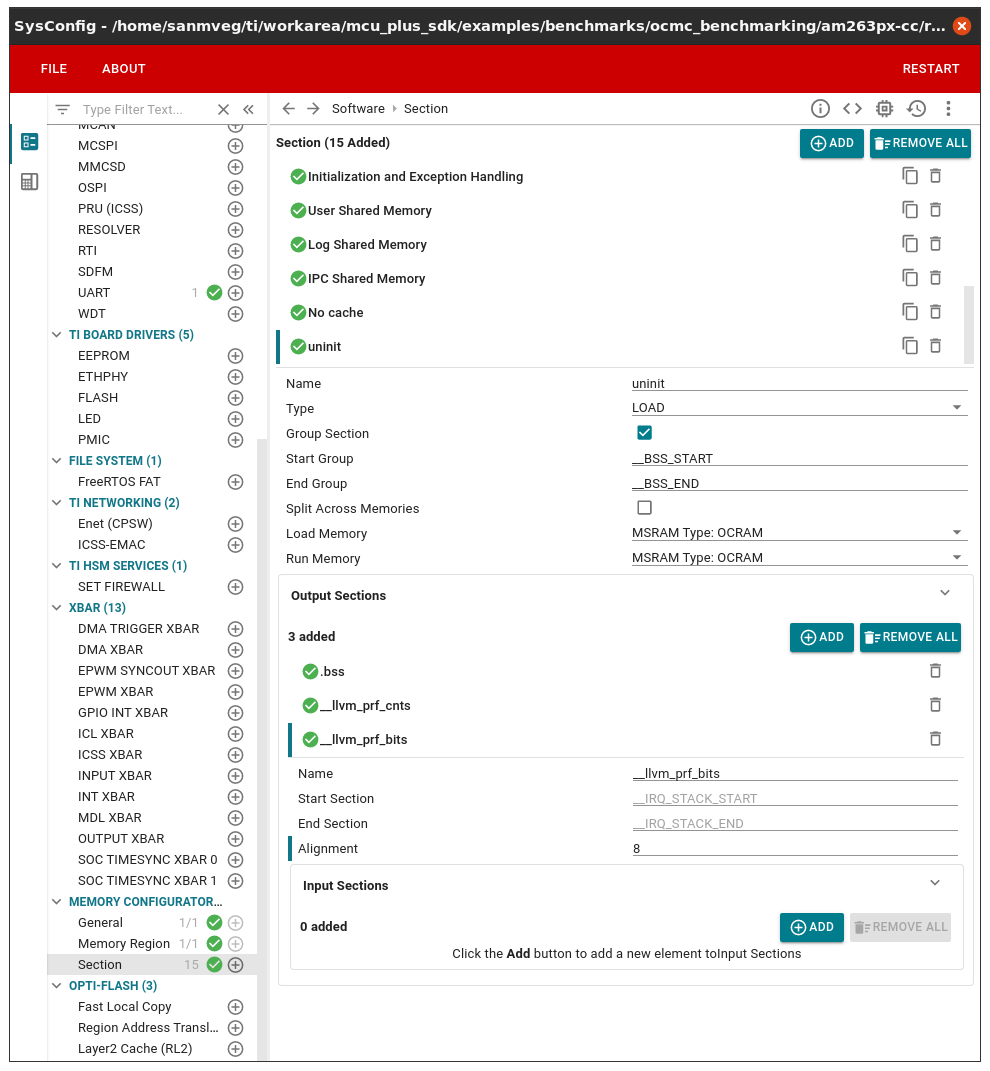 SysConfig - /home/sanmveg/ti/workarea/mcu_plus_sdk/examples/benchmarks/ocmc_benchmarking/am263px-cc/r...
FILE ABOUT RESTART
Type Filter Text...
MCAN
MCSPI
MMCSD
OSPI
PRU (ICSS)
RESOLVER
RTI
SDFM
UART 1
WDT
TI BOARD DRIVERS (5)
EEPROM
ETHPHY
FLASH
LED
PMIC
FILE SYSTEM (1)
FreeRTOS FAT
TI NETWORKING (2)
Enet (CPSW)
ICSS-EMAC
TI HSM SERVICES (1)
SET FIREWALL
XBAR (13)
DMA TRIGGER XBAR
DMA XBAR
EPWM SYNCOUT XBAR
EPWM XBAR
GPIO INT XBAR
ICL XBAR
ICSS XBAR
INPUT XBAR
INT XBAR
MDL XBAR
OUTPUT XBAR
SOC TIMESYNC XBAR 0
SOC TIMESYNC XBAR 1
MEMORY CONFIGURATOR...
General 1/1
Memory Region 1/1
Section 15
OPTI-FLASH (3)
Fast Local Copy
Region Address Transl...
Layer2 Cache (RL2)
Software Section
Section (15 Added) ADD REMOVE ALL
Initialization and Exception Handling
User Shared Memory
Log Shared Memory
IPC Shared Memory
No cache
uninit
Name uninit
Type LOAD
Group Section
Start Group __BSS_START
End Group __BSS_END
Split Across Memories
Load Memory MSRAM Type: OCRAM
Run Memory MSRAM Type: OCRAM
Output Sections
3 added ADD REMOVE ALL
.bss
__llvm_prf_cnts
__llvm_prf_bits
Name __llvm_prf_bits
Start Section __IRQ_STACK_START
End Section __IRQ_STACK_END
Alignment 8
Input Sections
0 added ADD REMOVE ALL
Click the Add button to add a new element toInput Sections